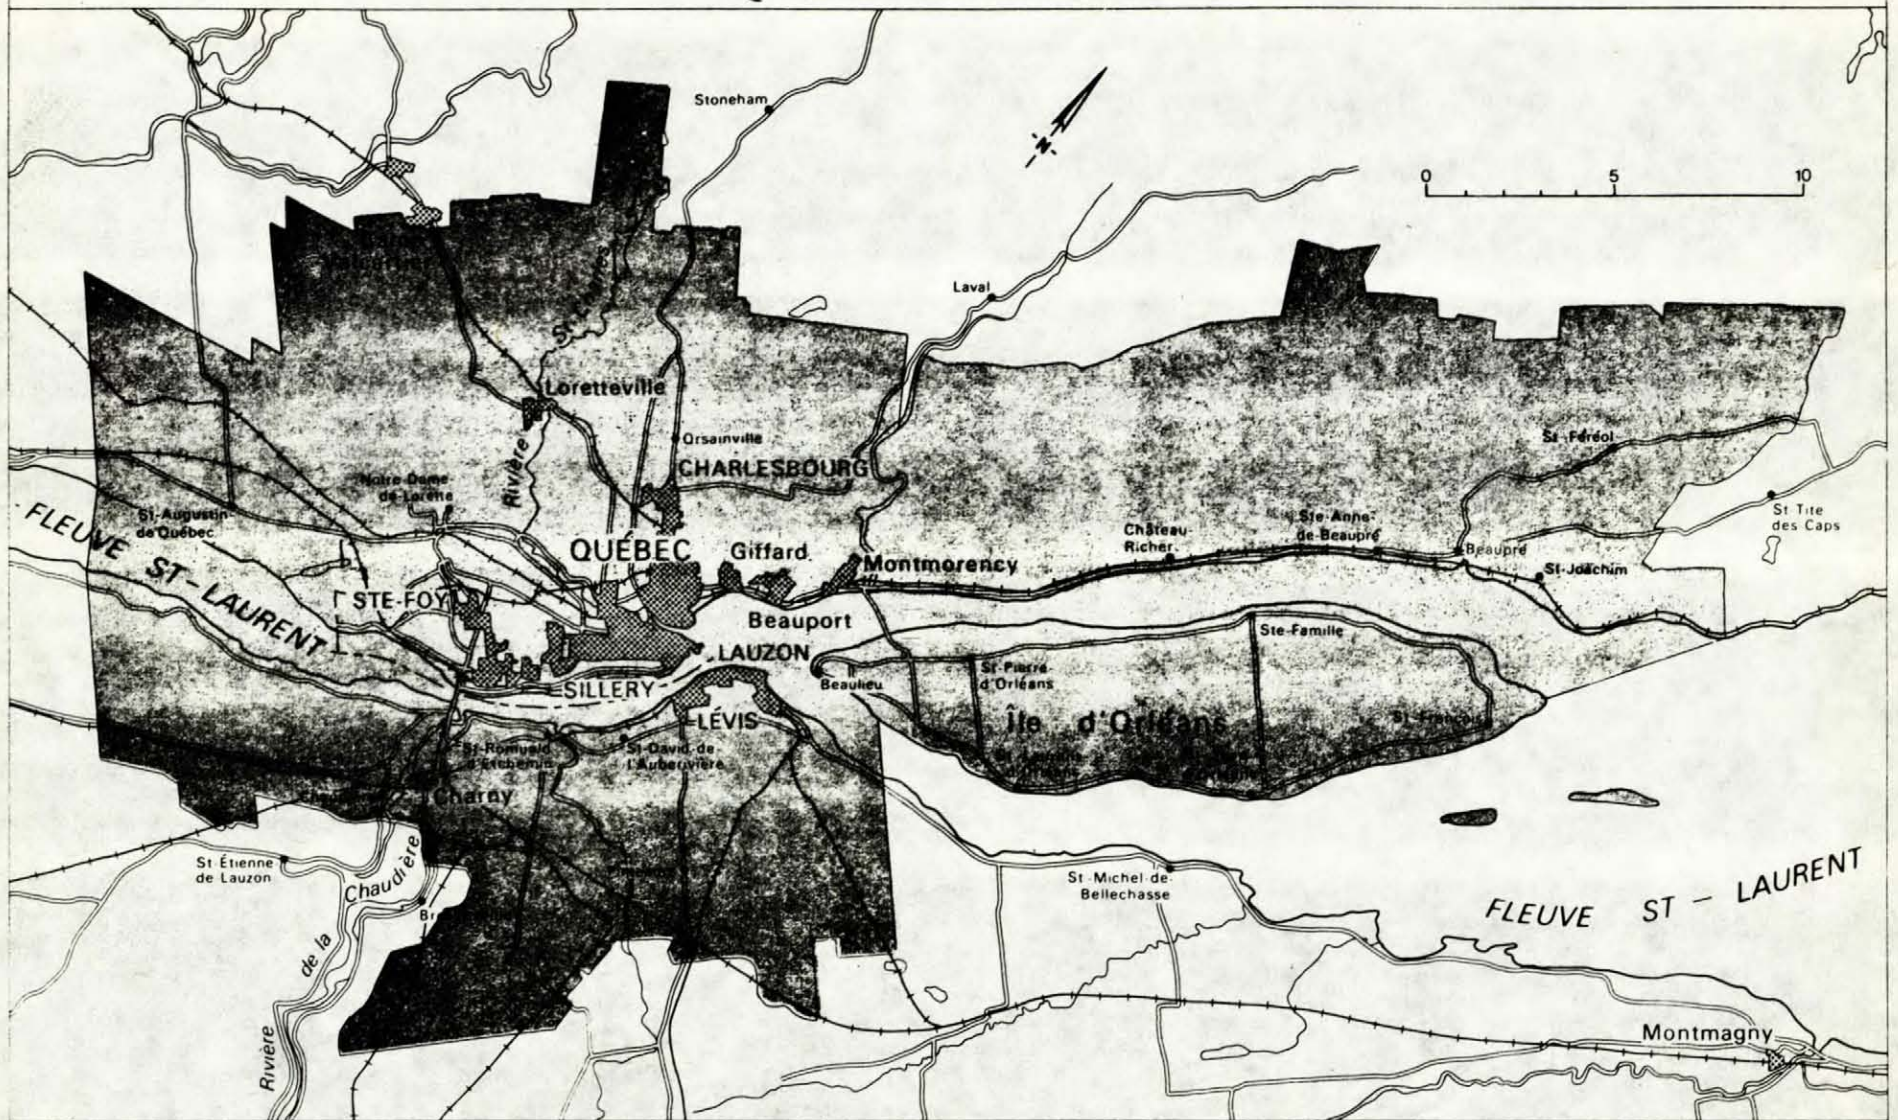 Stoneham
N
0 5 10
Laval
St-Charles
Loretteville
Rivière
Orsainville
CHARLESBOURG
St-Féréol
Notre-Dame-
de-Lorette
St-Augustin-
de Québec
St Tite
des Caps
Château-
Richer
Ste-Anne-
de-Beaupré
Beaupré
St-Joachim
FLEUVE ST-LAURENT
QUÉBEC
Giffard
Montmorency
STE-FOY
Beauport
Ste-Famille
LAUZON
St-Pierre-
d'Orléans
Beaulieu
SILLERY
LÉVIS
Île d'Orléans
St-François
St-Romuald
d'Etchemin
St-David-de-
l'Auberivière
Charny
St-Étienne
de Lauzon
Rivière de la Chaudière
St-Michel-de-
Bellechasse
FLEUVE ST-LAURENT
Montmagny